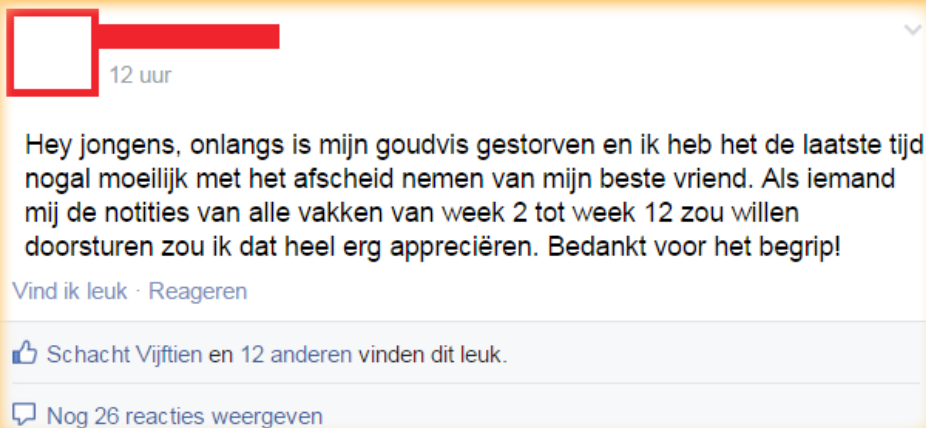 12 uur
Hey jongens, onlangs is mijn goudvis gestorven en ik heb het de laatste tijd
nogal moeilijk met het afscheid nemen van mijn beste vriend. Als iemand
mij de notities van alle vakken van week 2 tot week 12 zou willen
doorsturen zou ik dat heel erg appreciëren. Bedankt voor het begrip!
Vind ik leuk · Reageren
Schacht Vijftien en 12 anderen vinden dit leuk.
Nog 26 reacties weergeven